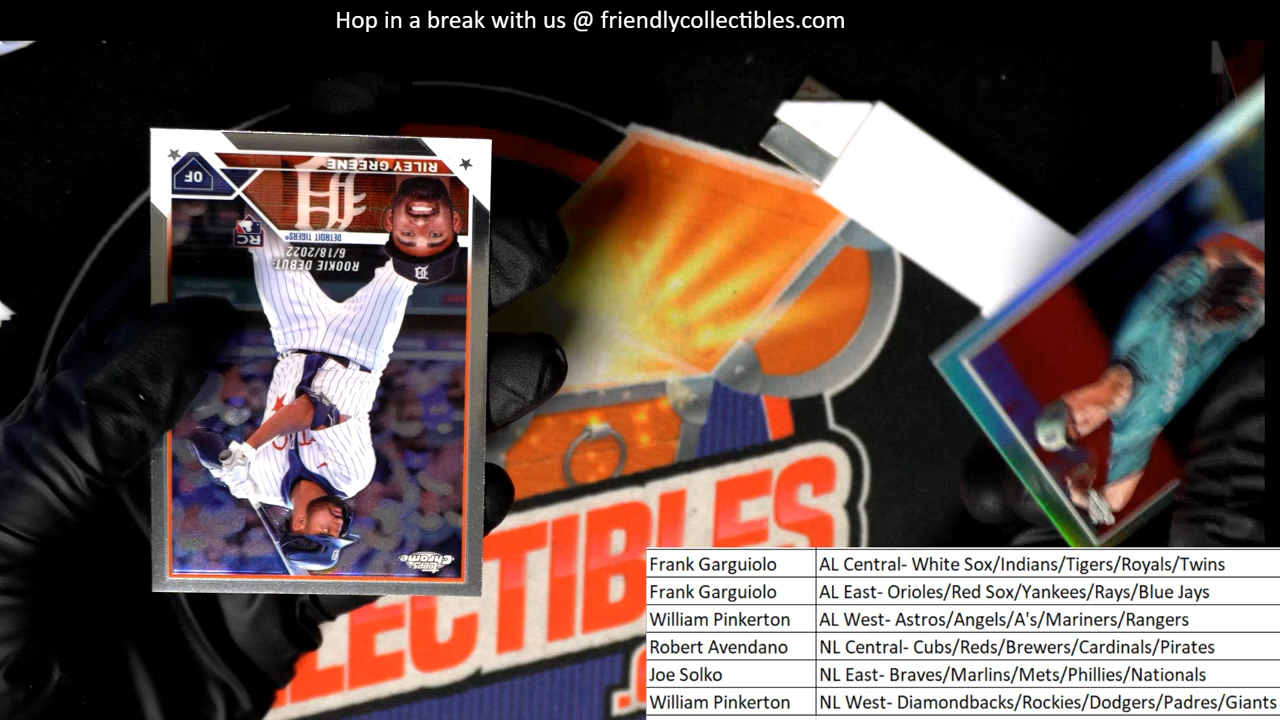 Hop in a break with us @ friendlycollectibles.com
RILEY GREENE
OF
DETROIT TIGERS®
RC
ROOKIE DEBUT:
6/18/2022
Topps
Chrome
LECTIBLES
Frank Garguiolo AL Central- White Sox/Indians/Tigers/Royals/Twins
Frank Garguiolo AL East- Orioles/Red Sox/Yankees/Rays/Blue Jays
William Pinkerton AL West- Astros/Angels/A's/Mariners/Rangers
Robert Avendano NL Central- Cubs/Reds/Brewers/Cardinals/Pirates
Joe Solko NL East- Braves/Marlins/Mets/Phillies/Nationals
William Pinkerton NL West- Diamondbacks/Rockies/Dodgers/Padres/Giants